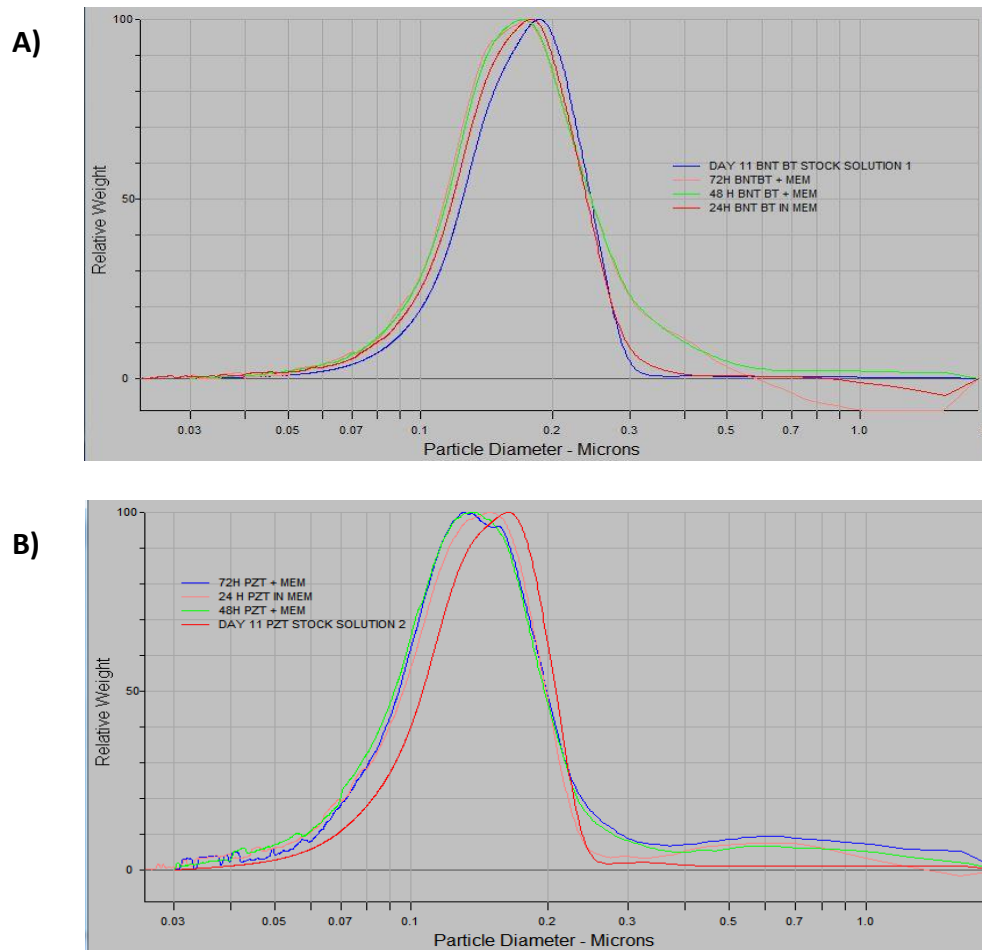 A)
100
50
0
Relative Weight
DAY 11 BNT BT STOCK SOLUTION 1
72H BNTBT + MEM
48 H BNT BT + MEM
24H BNT BT IN MEM
0.03 0.05 0.07 0.1 0.2 0.3 0.5 0.7 1.0
Particle Diameter - Microns
B)
100
50
0
Relative Weight
72H PZT + MEM
24 H PZT IN MEM
48H PZT + MEM
DAY 11 PZT STOCK SOLUTION 2
0.03 0.05 0.07 0.1 0.2 0.3 0.5 0.7 1.0
Particle Diameter - Microns